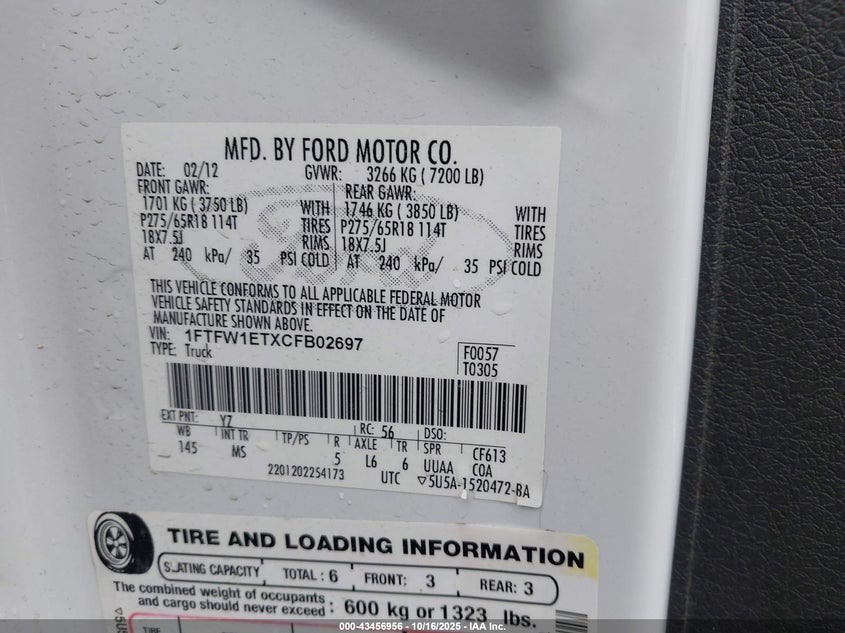 MFD. BY FORD MOTOR CO.
DATE: 02/12 GVWR: 3266 KG ( 7200 LB)
FRONT GAWR: REAR GAWR:
1701 KG ( 3750 LB) WITH 1746 KG ( 3850 LB) WITH
P275/65R18 114T TIRES P275/65R18 114T TIRES
18X7.5J RIMS 18X7.5J RIMS
AT 240 kPa/ 35 PSI COLD AT 240 kPa/ 35 PSI COLD
Ford
THIS VEHICLE CONFORMS TO ALL APPLICABLE FEDERAL MOTOR
VEHICLE SAFETY STANDARDS IN EFFECT ON THE DATE OF
MANUFACTURE SHOWN ABOVE.
VIN: 1FTFW1ETXCFB02697
TYPE: Truck
F0057
T0305
EXT PNT: YZ RC: 56 DSO:
WB INT TR TP/PS R AXLE TR SPR CF613
145 MS 5 L6 6 UUAA COA
2201202254173 UTC ▽5U5A-1520472-BA
TIRE AND LOADING INFORMATION
SEATING CAPACITY TOTAL : 6 FRONT: 3 REAR: 3
The combined weight of occupants
and cargo should never exceed : 600 kg or 1323 lbs.
TIRE
000-43456956 - 10/16/2025 - IAA Inc.